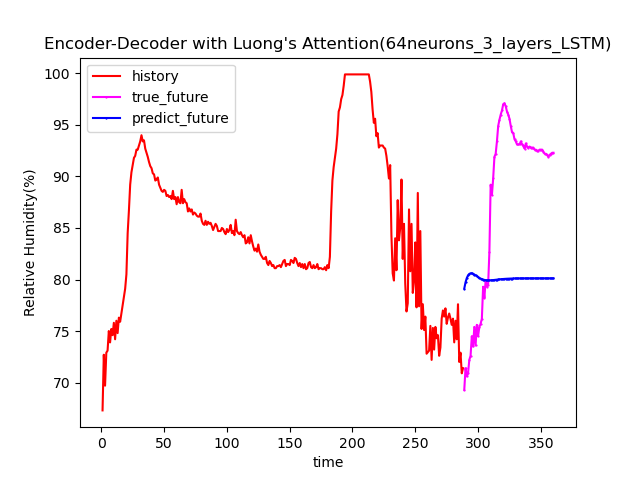 Encoder-Decoder with Luong's Attention(64neurons_3_layers_LSTM)
history
true_future
predict_future
Relative Humidity(%)
100
95
90
85
80
75
70
0 50 100 150 200 250 300 350
time